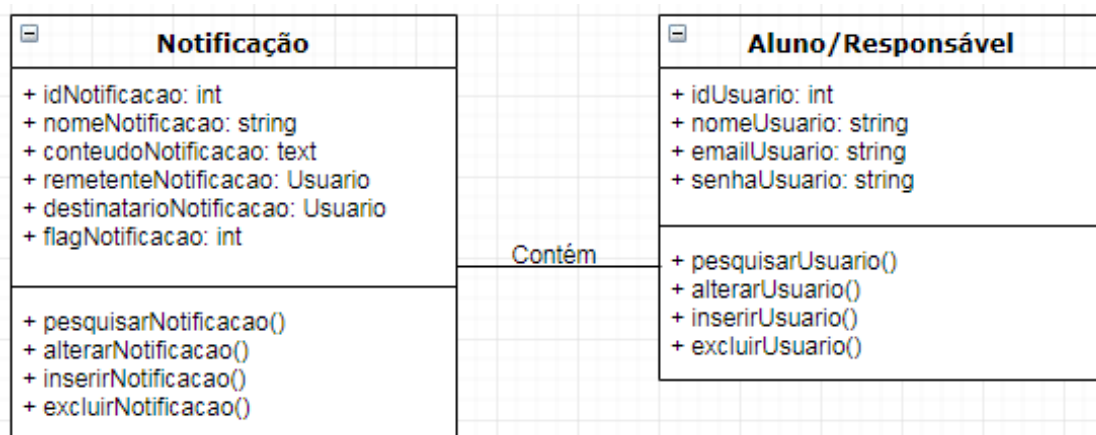 Notificação
+ idNotificacao: int
+ nomeNotificacao: string
+ conteudoNotificacao: text
+ remetenteNotificacao: Usuario
+ destinatarioNotificacao: Usuario
+ flagNotificacao: int
+ pesquisarNotificacao()
+ alterarNotificacao()
+ inserirNotificacao()
+ excluirNotificacao()
Contém
Aluno/Responsável
+ idUsuario: int
+ nomeUsuario: string
+ emailUsuario: string
+ senhaUsuario: string
+ pesquisarUsuario()
+ alterarUsuario()
+ inserirUsuario()
+ excluirUsuario()